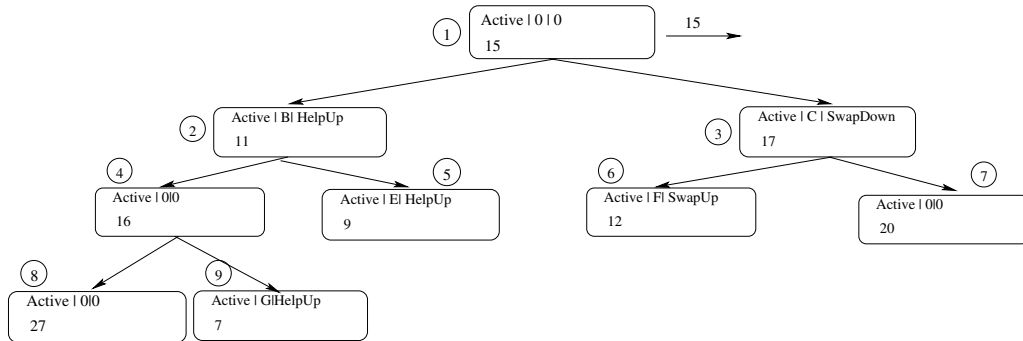 1
Active | 0 | 0
15
15
2
Active | B| HelpUp
11
3
Active | C | SwapDown
17
4
Active | 0|0
16
5
Active | E| HelpUp
9
6
Active | F| SwapUp
12
7
Active | 0|0
20
8
Active | 0|0
27
9
Active | G|HelpUp
7